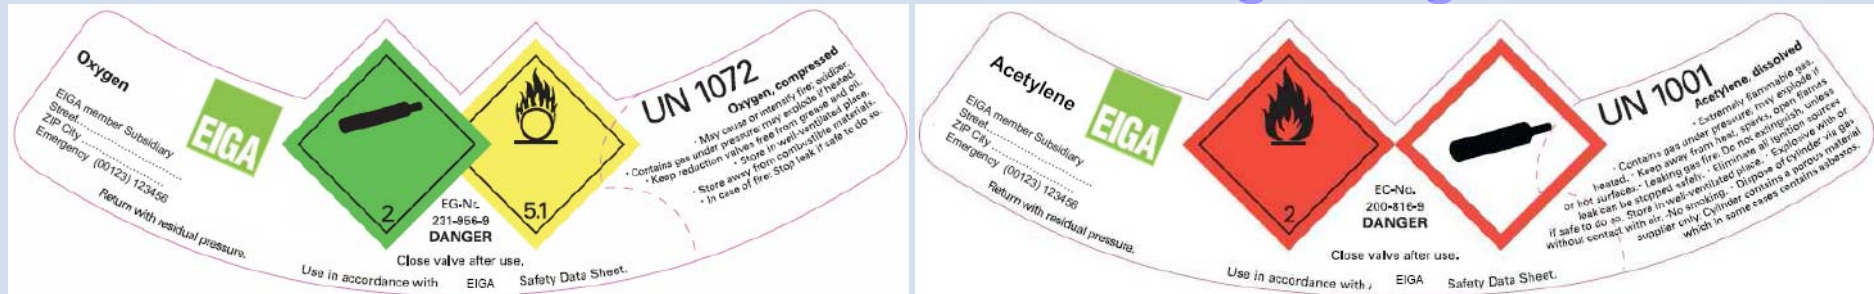 Oxygen
EIGA member Subsidiary
Street
ZIP City
Emergency (00123) 123456
Return with residual pressure.
EIGA
2
5.1
EG-Nr.
231-956-9
DANGER
Close valve after use.
Use in accordance with EIGA Safety Data Sheet.
UN 1072
Oxygen, compressed
· May cause or intensify fire; oxidizer.
· Contains gas under pressure; may explode if heated.
· Keep reduction valves free from grease and oil.
· Store in well-ventilated place.
· Store away from combustible materials.
· In case of fire: Stop leak if safe to do so.
Acetylene
EIGA member Subsidiary
Street
ZIP City
Emergency (00123) 123456
Return with residual pressure.
EIGA
2
EC-No.
200-816-9
DANGER
Close valve after use.
Use in accordance with EIGA Safety Data Sheet.
UN 1001
Acetylene, dissolved
· Extremely flammable gas.
· Contains gas under pressure; may explode if
heated. · Keep away from heat, sparks, open flames
or hot surfaces. · Leaking gas fire: Do not extinguish, unless
leak can be stopped safely. · Eliminate all ignition sources
if safe to do so. Store in well-ventilated place. · Explosive with or
without contact with air. · No smoking. · Dispose of cylinder via gas
supplier only. Cylinder contains a porous material
which in some cases contains asbestos.